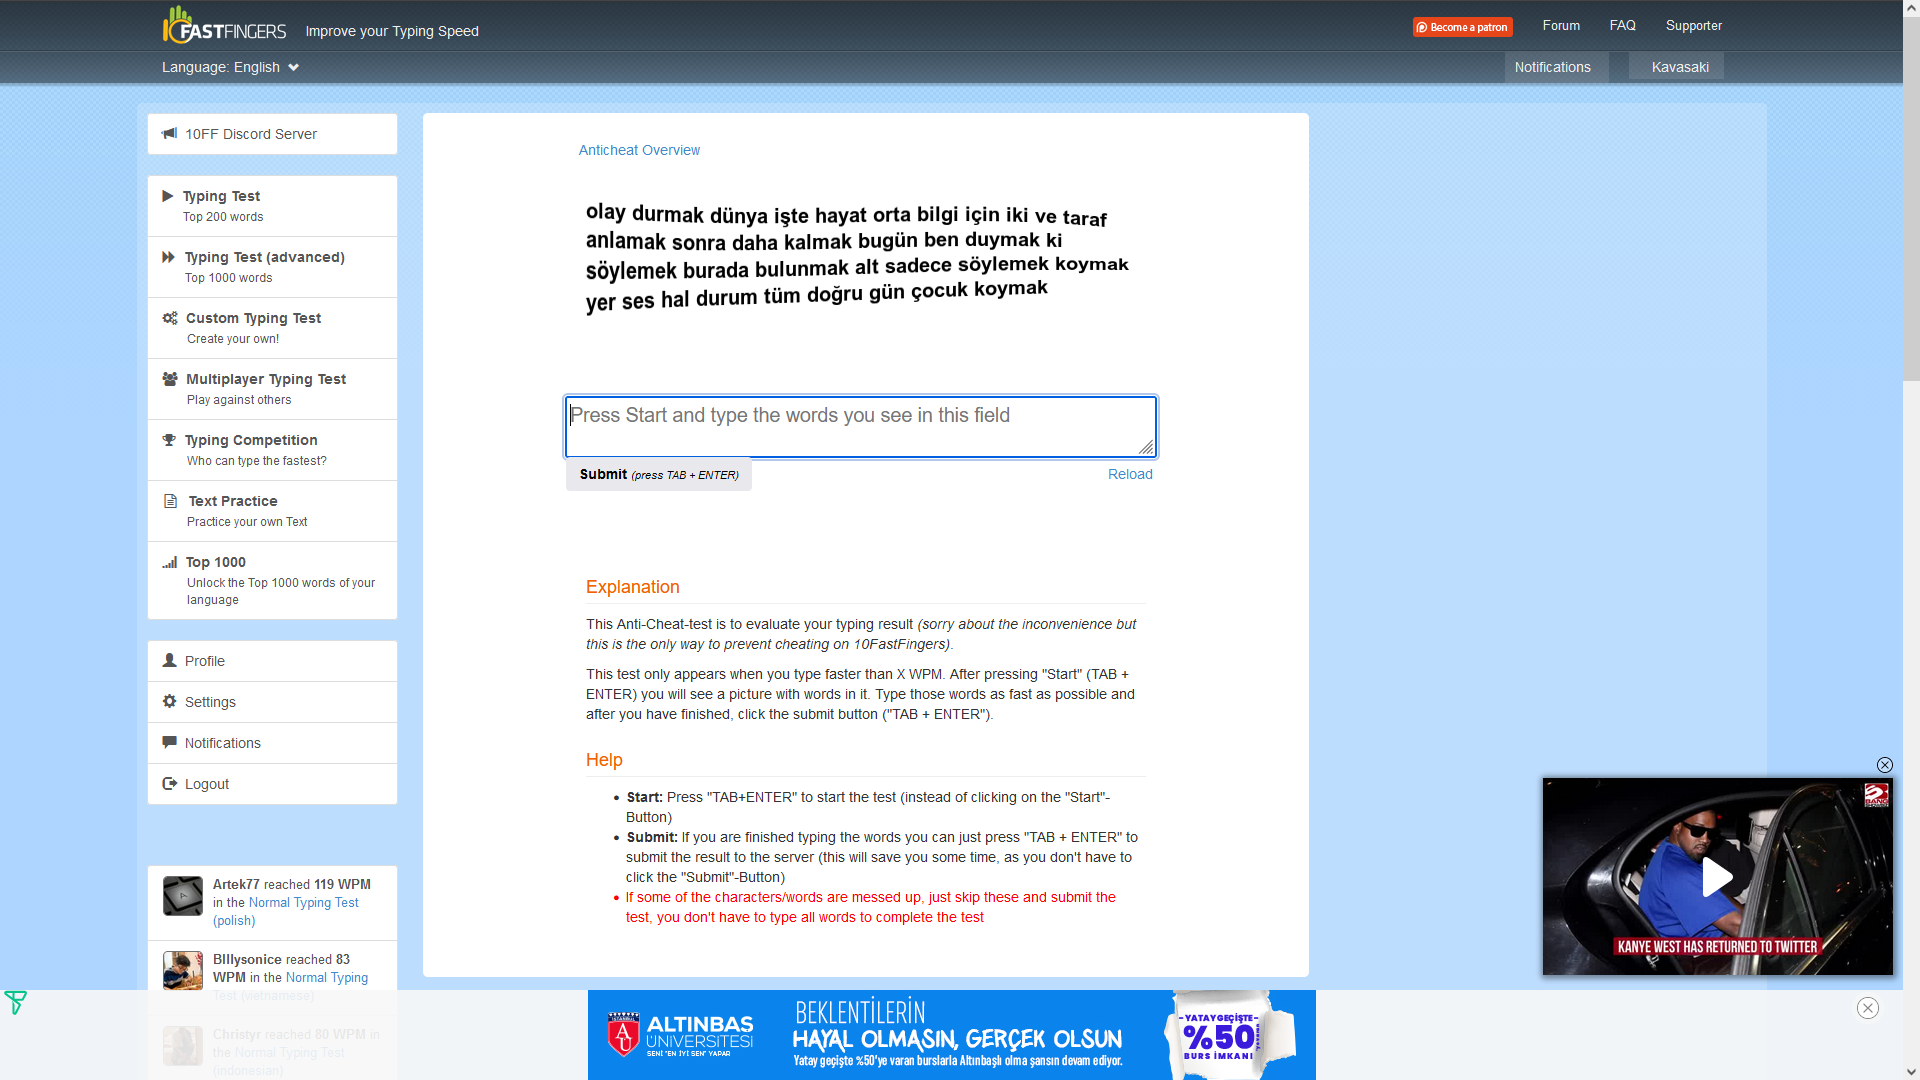 FASTFINGERS
Improve your Typing Speed
Become a patron
Forum
FAQ
Supporter
Language: English
Notifications
Kavasaki
10FF Discord Server
Typing Test
Top 200 words
Typing Test (advanced)
Top 1000 words
Custom Typing Test
Create your own!
Multiplayer Typing Test
Play against others
Typing Competition
Who can type the fastest?
Text Practice
Practice your own Text
Top 1000
Unlock the Top 1000 words of your
language
Profile
Settings
Notifications
Logout
Artek77 reached 119 WPM
in the Normal Typing Test
(polish)
Blllysonice reached 83
WPM in the Normal Typing
Test (vietnamese)
Christyr reached 80 WPM in
the Normal Typing Test
(indonesian)
Anticheat Overview
olay durmak dünya işte hayat orta bilgi için iki ve taraf
anlamak sonra daha kalmak bugün ben duymak ki
söylemek burada bulunmak alt sadece söylemek koymak
yer ses hal durum tüm doğru gün çocuk koymak
Press Start and type the words you see in this field
Submit (press TAB + ENTER)
Reload
Explanation
This Anti-Cheat-test is to evaluate your typing result (sorry about the inconvenience but
this is the only way to prevent cheating on 10FastFingers).
This test only appears when you type faster than X WPM. After pressing "Start" (TAB +
ENTER) you will see a picture with words in it. Type those words as fast as possible and
after you have finished, click the submit button ("TAB + ENTER").
Help
Start: Press "TAB+ENTER" to start the test (instead of clicking on the "Start"-
Button)
Submit: If you are finished typing the words you can just press "TAB + ENTER" to
submit the result to the server (this will save you some time, as you don't have to
click the "Submit"-Button)
If some of the characters/words are messed up, just skip these and submit the
test, you don't have to type all words to complete the test
KANYE WEST HAS RETURNED TO TWITTER
ALTINBAŞ
ÜNİVERSİTESİ
SENİ "EN İYİ SEN" YAPAR
BEKLENTİLERİN
HAYAL OLMASIN, GERÇEK OLSUN
Yatay geçişte %50'ye varan burslarla Altınbaşlı olma şansın devam ediyor.
YATAY GEÇİŞTE
%50
BURS İMKANI